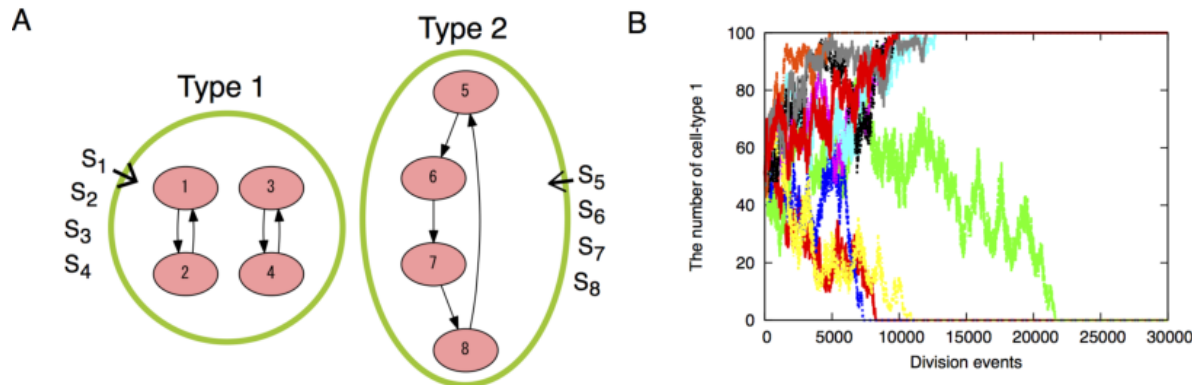 A
Type 1
S1
S2
S3
S4
1
3
2
4
Type 2
5
6
7
8
S5
S6
S7
S8
B
The number of cell-type 1
100
80
60
40
20
0
0 5000 10000 15000 20000 25000 30000
Division events